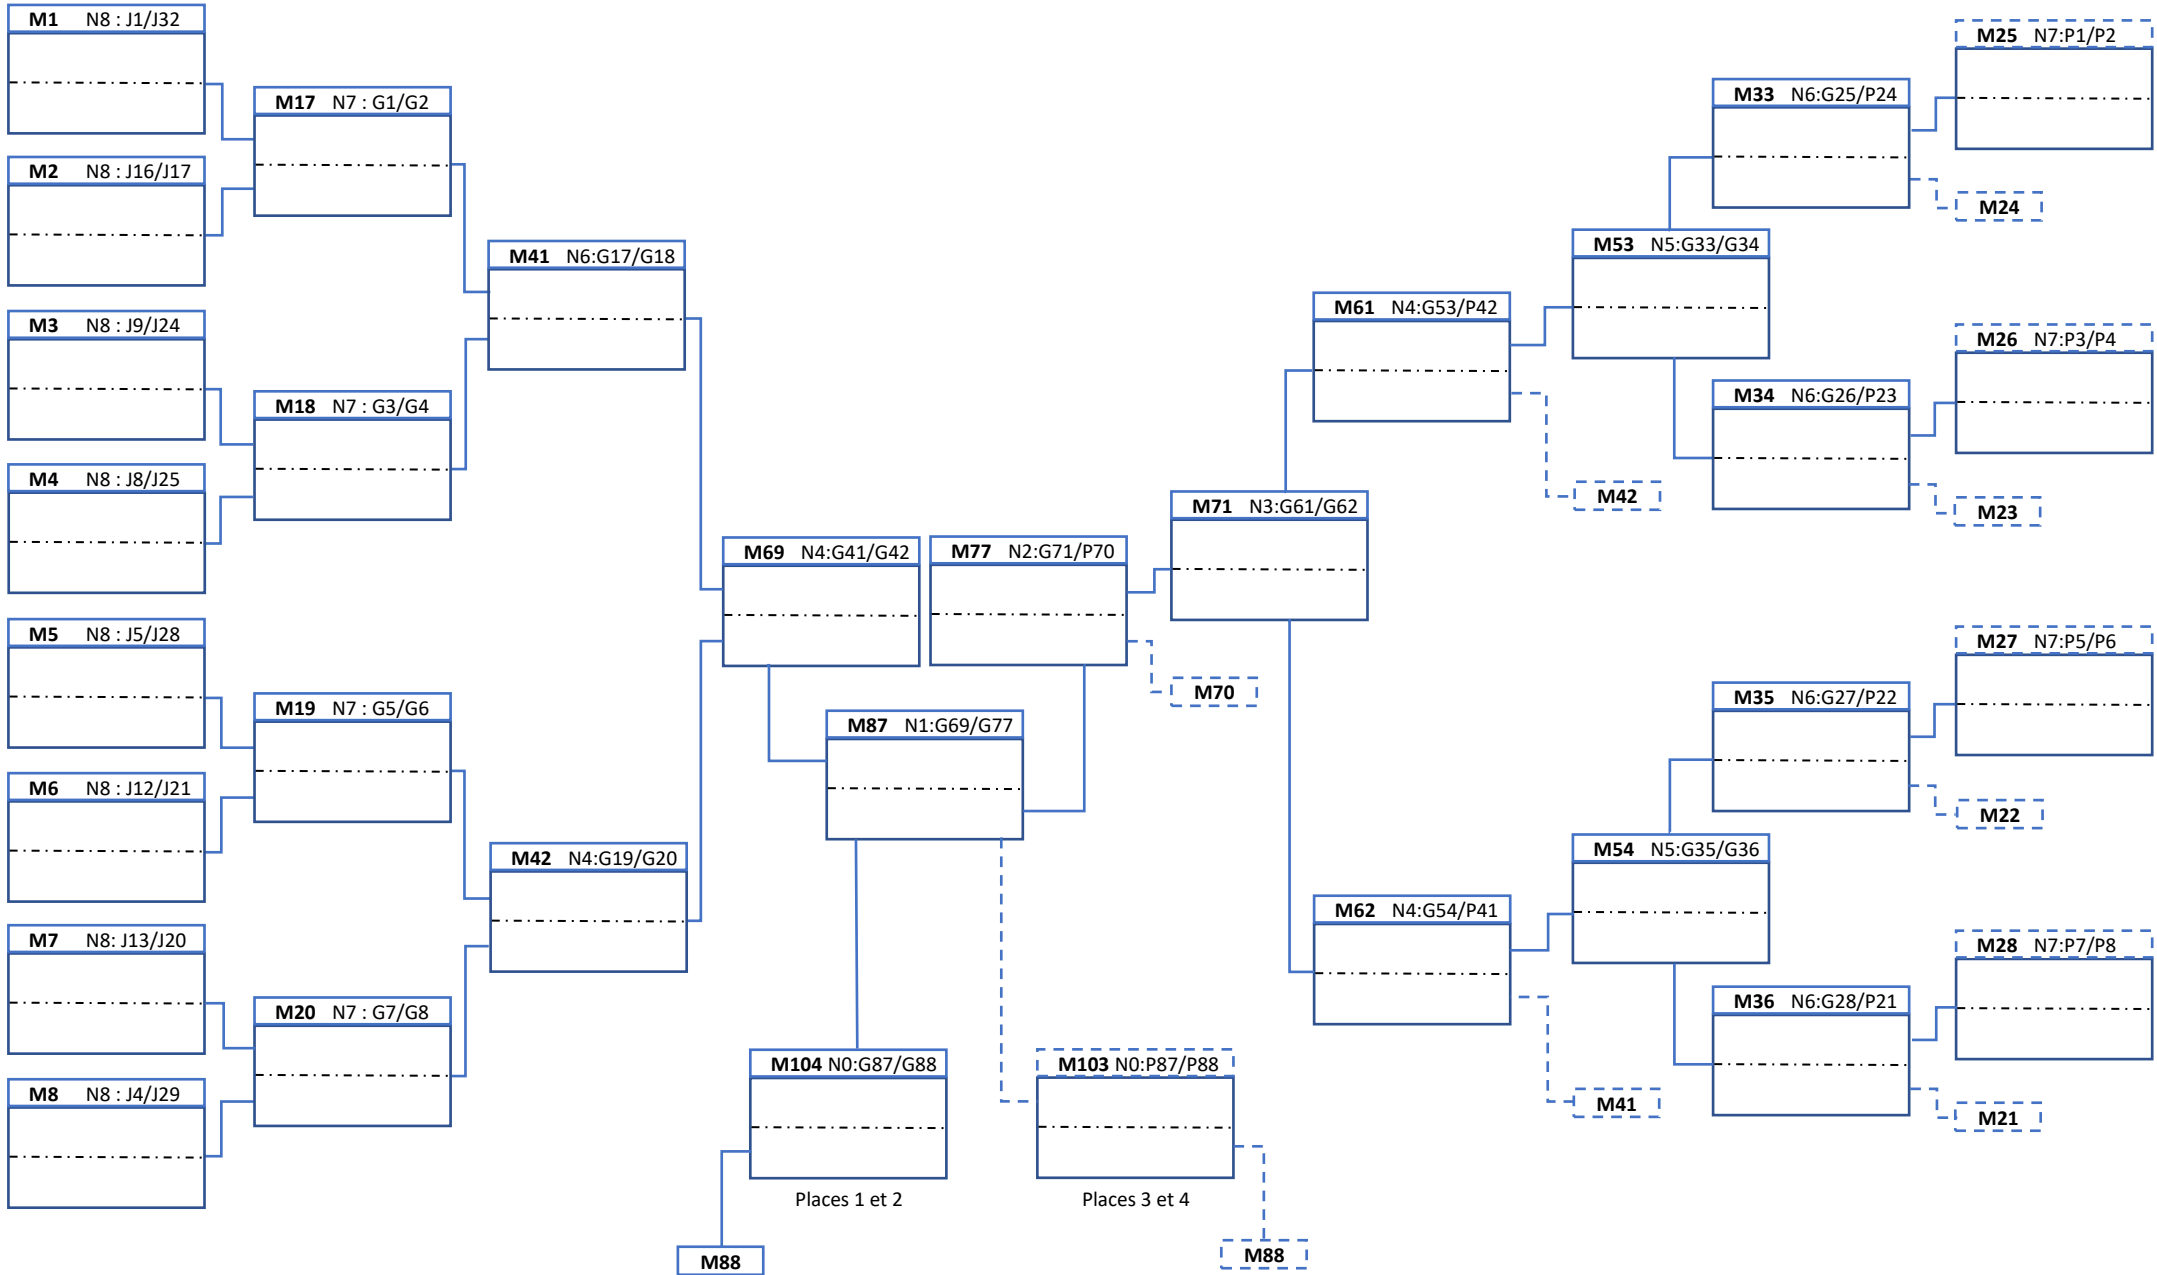 M1 N8 : J1/J32
M2 N8 : J16/J17
M3 N8 : J9/J24
M4 N8 : J8/J25
M5 N8 : J5/J28
M6 N8 : J12/J21
M7 N8: J13/J20
M8 N8 : J4/J29
M17 N7 : G1/G2
M18 N7 : G3/G4
M19 N7 : G5/G6
M20 N7 : G7/G8
M41 N6:G17/G18
M42 N4:G19/G20
M69 N4:G41/G42
M77 N2:G71/P70
M70
M87 N1:G69/G77
M104 N0:G87/G88
Places 1 et 2
M88
M103 N0:P87/P88
Places 3 et 4
M88
M71 N3:G61/G62
M61 N4:G53/P42
M42
M62 N4:G54/P41
M41
M53 N5:G33/G34
M54 N5:G35/G36
M33 N6:G25/P24
M24
M34 N6:G26/P23
M23
M35 N6:G27/P22
M22
M36 N6:G28/P21
M21
M25 N7:P1/P2
M26 N7:P3/P4
M27 N7:P5/P6
M28 N7:P7/P8